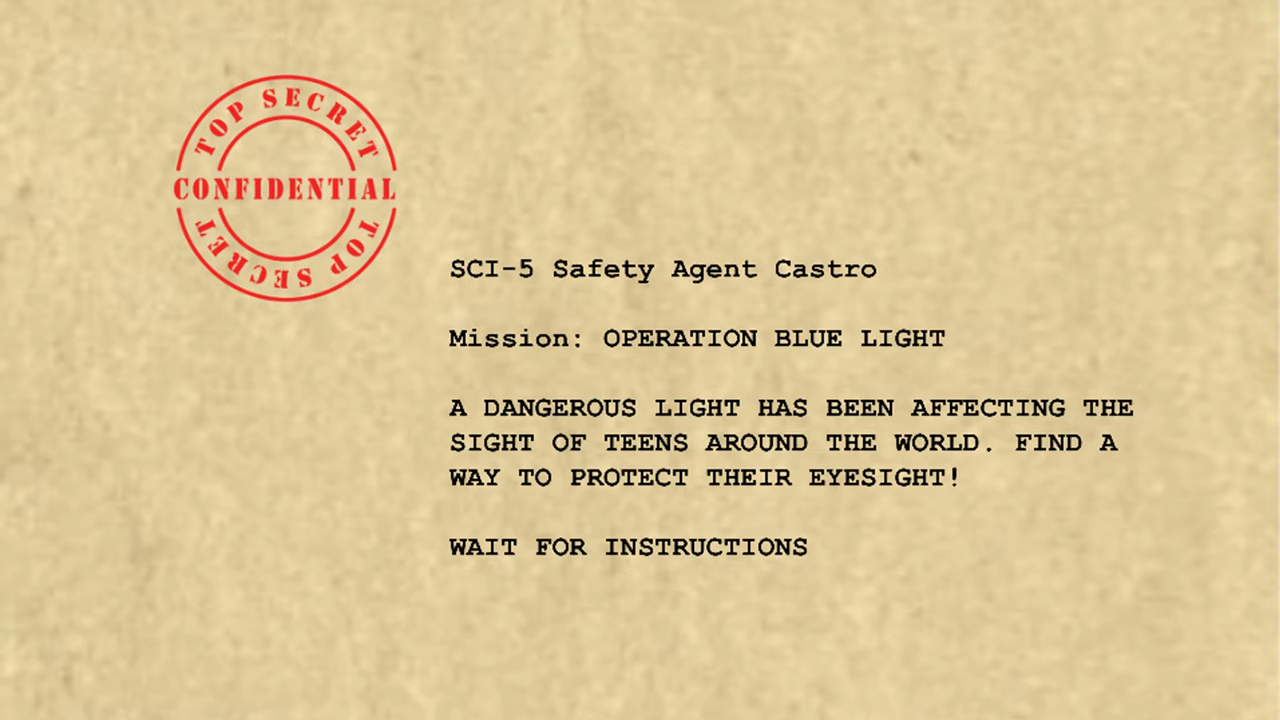 TOP SECRET
CONFIDENTIAL
TOP SECRET
SCI-5 Safety Agent Castro
Mission: OPERATION BLUE LIGHT
A DANGEROUS LIGHT HAS BEEN AFFECTING THE
SIGHT OF TEENS AROUND THE WORLD. FIND A
WAY TO PROTECT THEIR EYESIGHT!
WAIT FOR INSTRUCTIONS